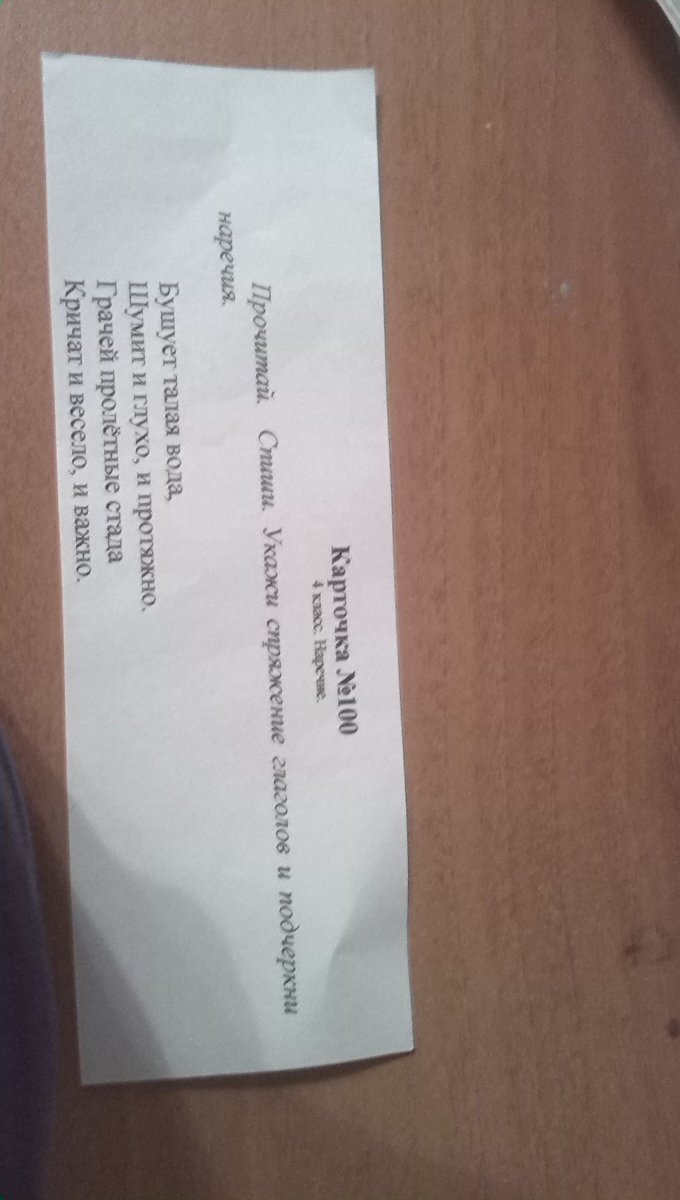 Карточка №100
4 класс. Наречие.
Прочитай. Спиши. Укажи спряжение глаголов и подчеркни
наречия.
Бушует талая вода,
Шумит и глухо, и протяжно.
Грачей пролётные стада
Кричат и весело, и важно.